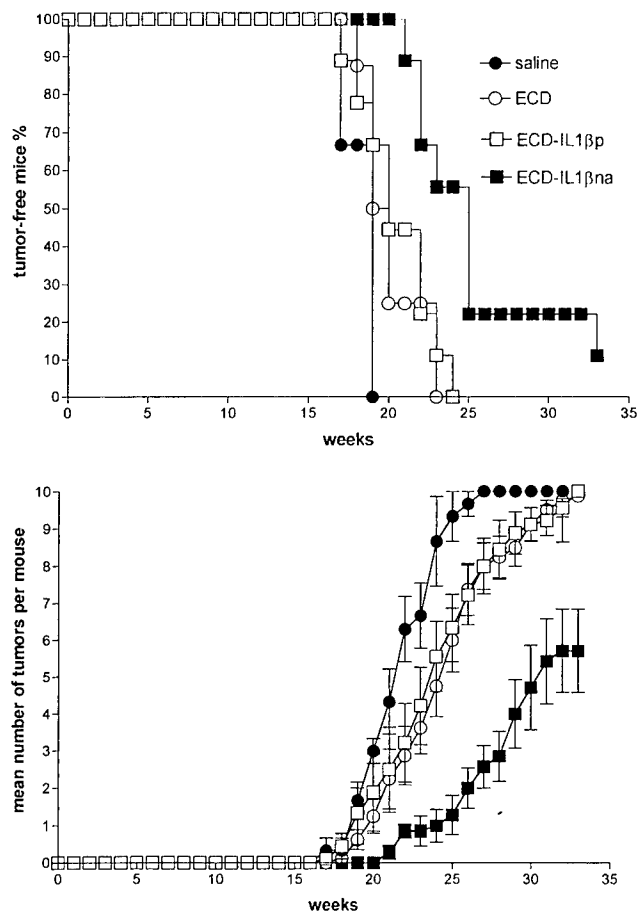 100
90
80
70
60
50
40
30
20
10
0
tumor-free mice %
saline
ECD
ECD-IL1βp
ECD-IL1βna
0 5 10 15 20 25 30 35
weeks
10
9
8
7
6
5
4
3
2
1
0
mean number of tumors per mouse
0 5 10 15 20 25 30 35
weeks